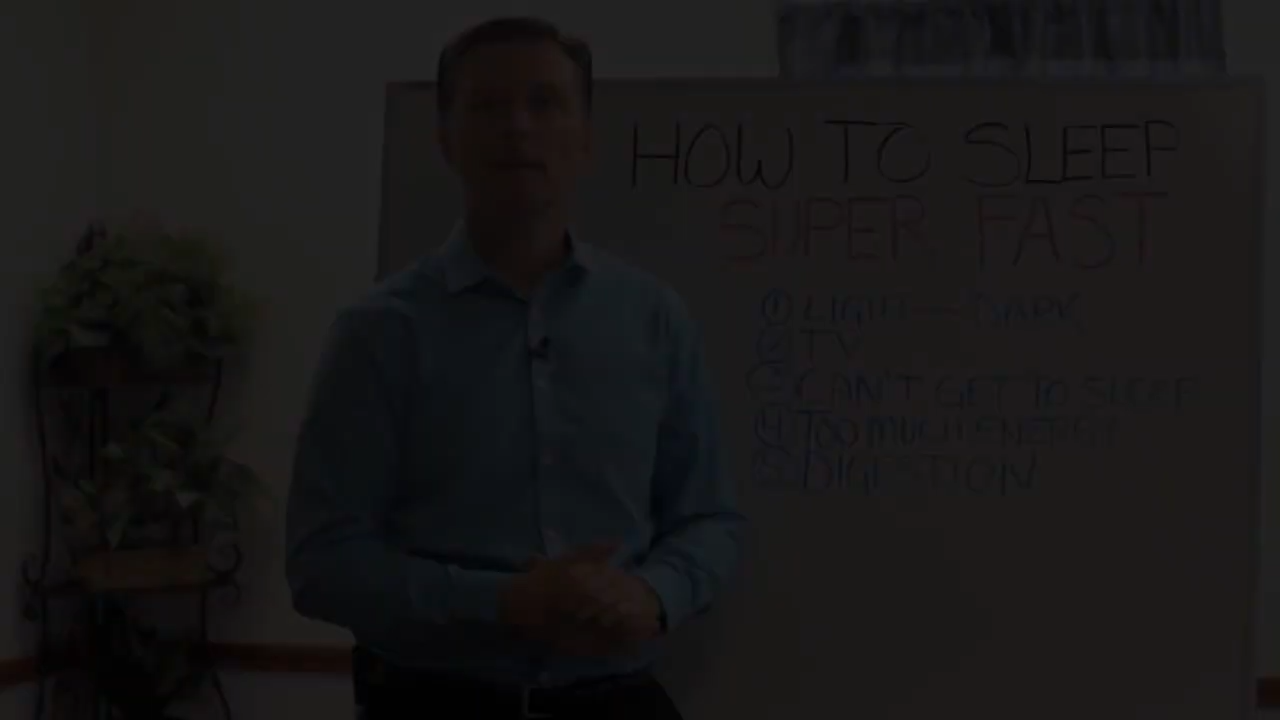 HOW TO SLEEP
SUPER FAST
① LIGHT — DARK
② TV
③ CAN'T GET TO SLEEP
④ TOO MUCH ENERGY
⑤ DIGESTION